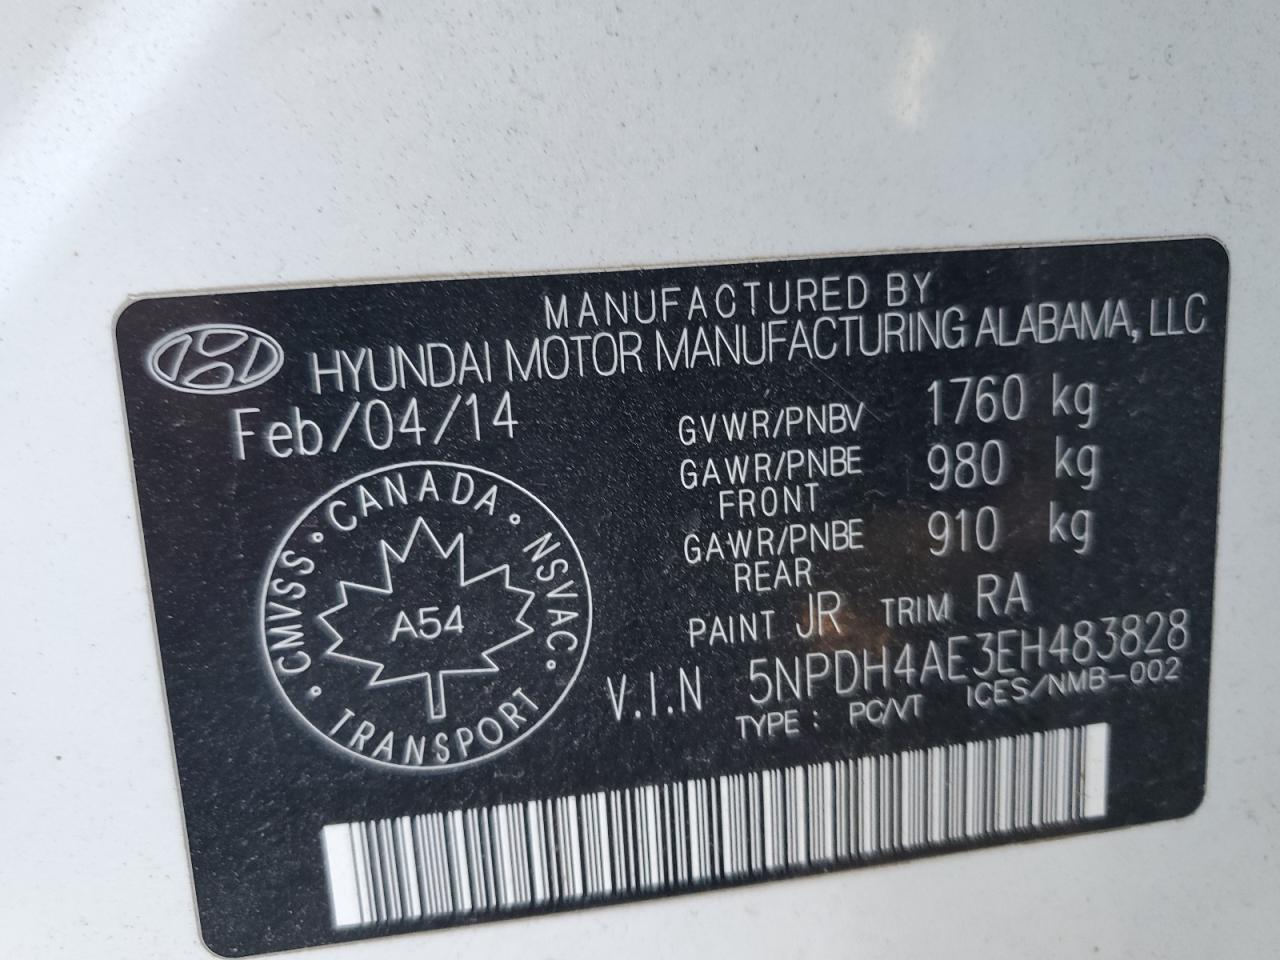 MANUFACTURED BY
HYUNDAI MOTOR MANUFACTURING ALABAMA, LLC
Feb/04/14
GVWR/PNBV 1760 kg
GAWR/PNBE FRONT 980 kg
GAWR/PNBE REAR 910 kg
PAINT JR TRIM RA
V.I.N 5NPDH4AE3EH483828
TYPE : PC/VT ICES/NMB-002
CANADA
NSVAC
TRANSPORT
CMVSS
A54